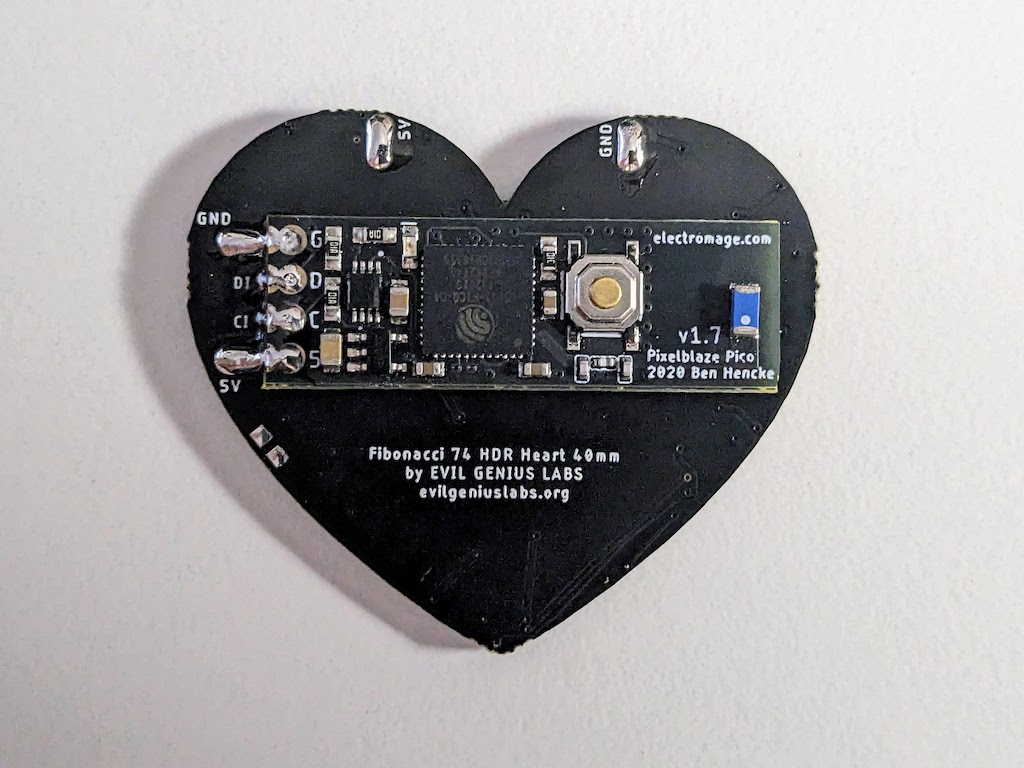 5V
GND
GND
G
electromage.com
DI
D
CI
C
v1.7
5
Pixelblaze Pico
2020 Ben Hencke
5V
Fibonacci 74 HDR Heart 40mm
by EVIL GENIUS LABS
evilgeniuslabs.org